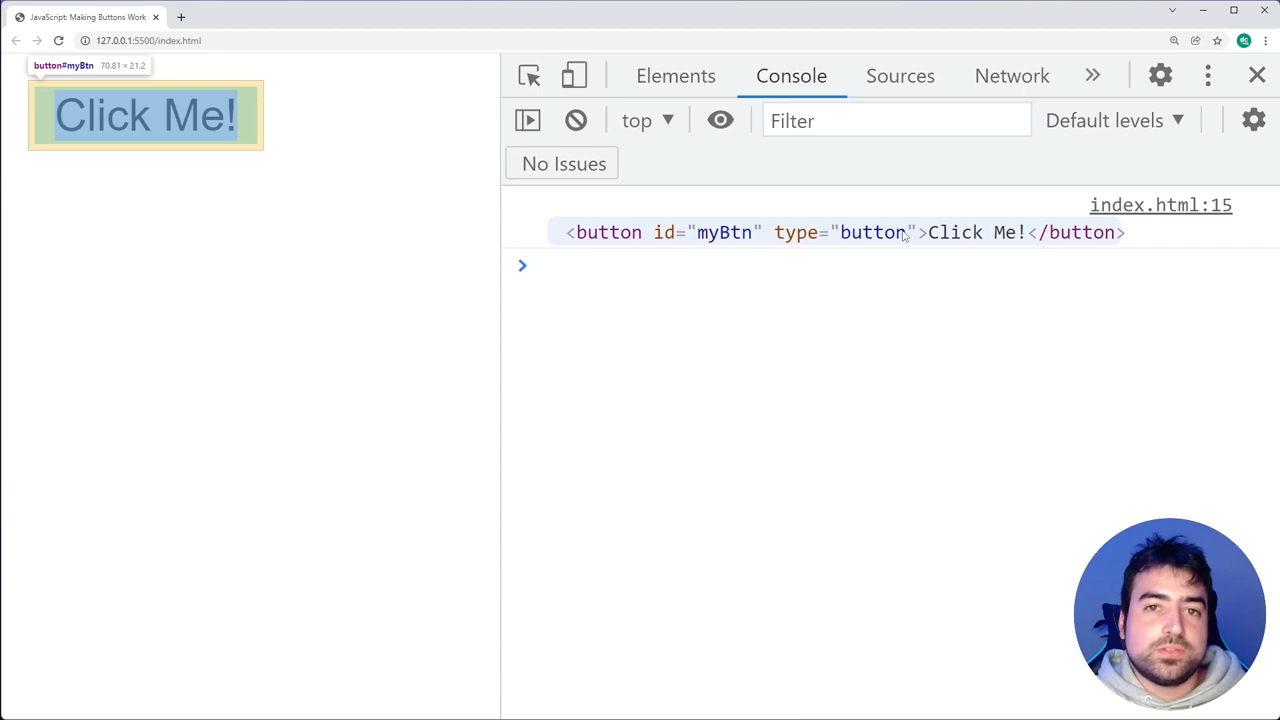 JavaScript: Making Buttons Work
127.0.0.1:5500/index.html
dc
button#myBtn 70.81 × 21.2
Click Me!
Elements Console Sources Network
top Filter Default levels
No Issues
index.html:15
<button id="myBtn" type="button">Click Me!</button>